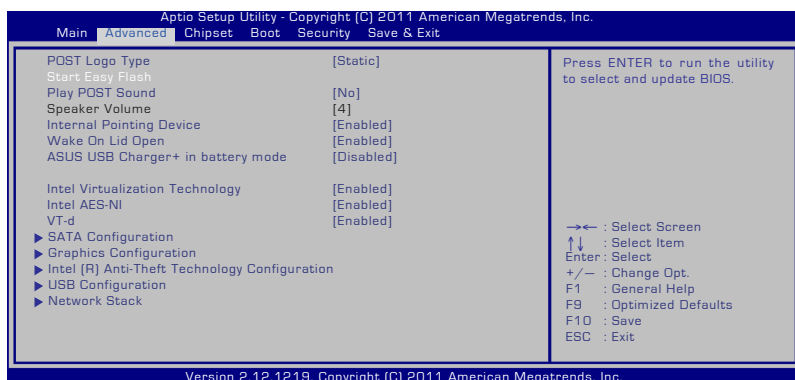 Aptio Setup Utility - Copyright (C) 2011 American Megatrends, Inc.
Main Advanced Chipset Boot Security Save & Exit
POST Logo Type [Static]
Start Easy Flash
Play POST Sound [No]
Speaker Volume [4]
Internal Pointing Device [Enabled]
Wake On Lid Open [Enabled]
ASUS USB Charger+ in battery mode [Disabled]
Intel Virtualization Technology [Enabled]
Intel AES-NI [Enabled]
VT-d [Enabled]
▶ SATA Configuration
▶ Graphics Configuration
▶ Intel (R) Anti-Theft Technology Configuration
▶ USB Configuration
▶ Network Stack
Press ENTER to run the utility
to select and update BIOS.
→← : Select Screen
↑↓ : Select Item
Enter : Select
+/— : Change Opt.
F1 : General Help
F9 : Optimized Defaults
F10 : Save
ESC : Exit
Version 2.12.1219. Copyright (C) 2011 American Megatrends, Inc.